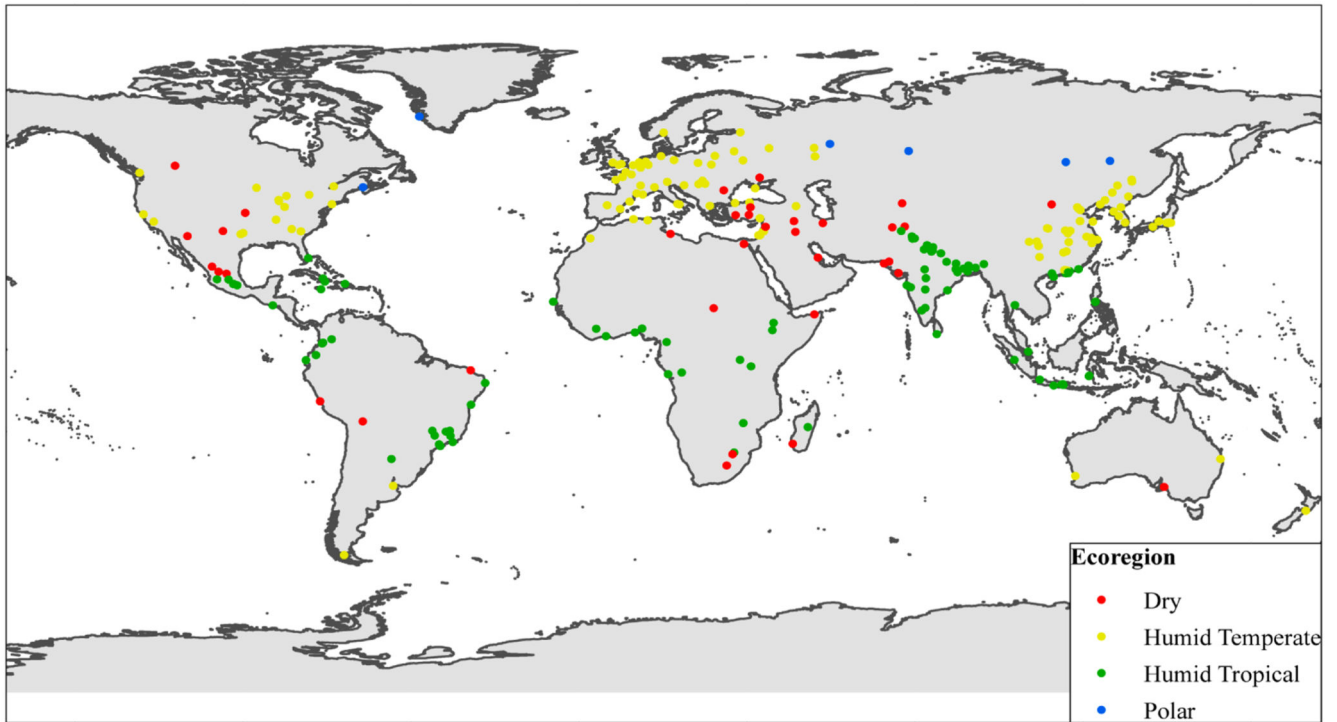 Ecoregion
Dry
Humid Temperate
Humid Tropical
Polar